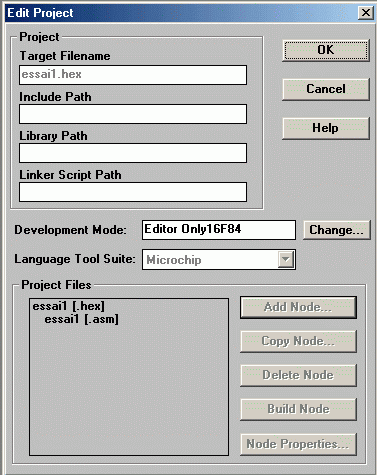 Edit Project
Project
Target Filename
essai1.hex
Include Path
Library Path
Linker Script Path
OK
Cancel
Help
Development Mode:
Editor Only16F84
Change...
Language Tool Suite:
Microchip
Project Files
essai1 [.hex]
essai1 [.asm]
Add Node...
Copy Node...
Delete Node
Build Node
Node Properties...